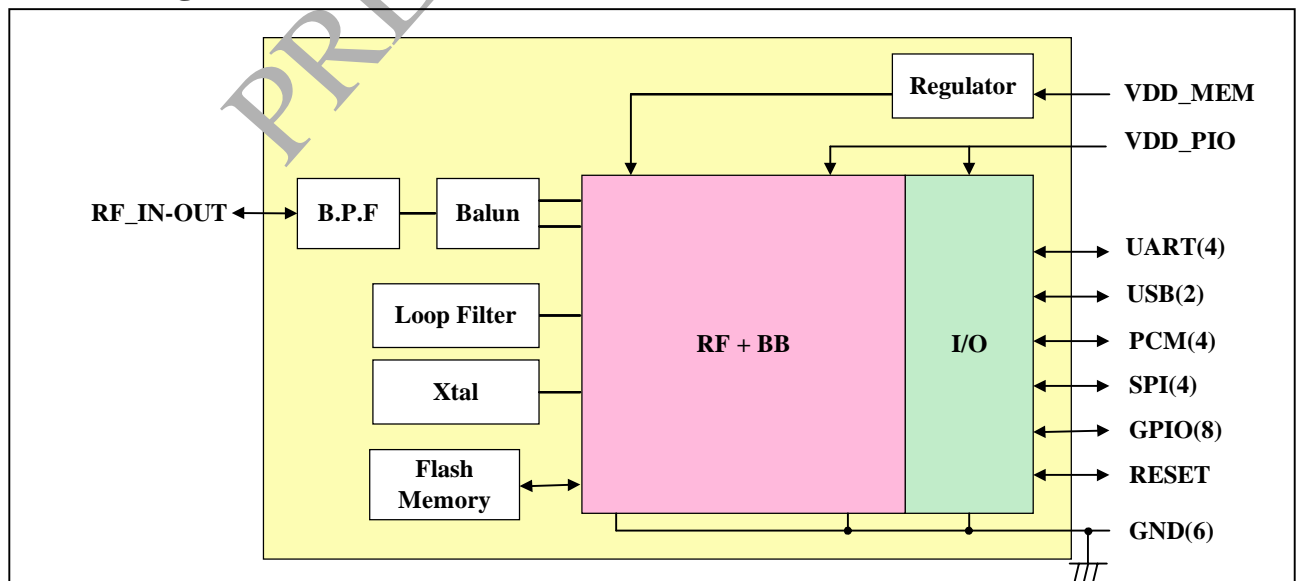 Regulator
VDD_MEM
VDD_PIO
RF_IN-OUT
B.P.F
Balun
UART(4)
USB(2)
Loop Filter
RF + BB
I/O
PCM(4)
Xtal
SPI(4)
GPIO(8)
Flash
Memory
RESET
GND(6)